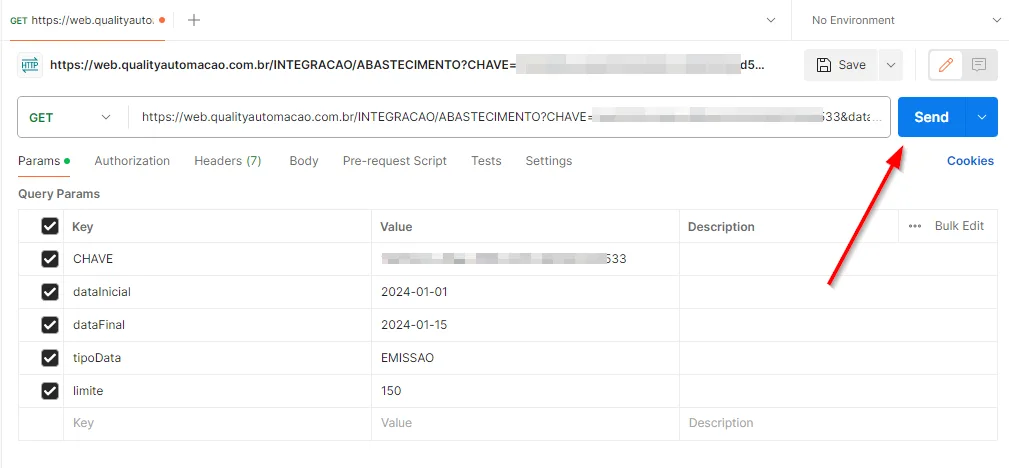 GET https://web.qualityauto. +
No Environment
HTTP https://web.qualityautomacao.com.br/INTEGRACAO/ABASTECIMENTO?CHAVE= d5...
Save
GET https://web.qualityautomacao.com.br/INTEGRACAO/ABASTECIMENTO?CHAVE= 533&data...
Send
Params Authorization Headers (7) Body Pre-request Script Tests Settings Cookies
Query Params
Key Value Description ••• Bulk Edit
CHAVE 533
dataInicial 2024-01-01
dataFinal 2024-01-15
tipoData EMISSAO
limite 150
Key Value Description